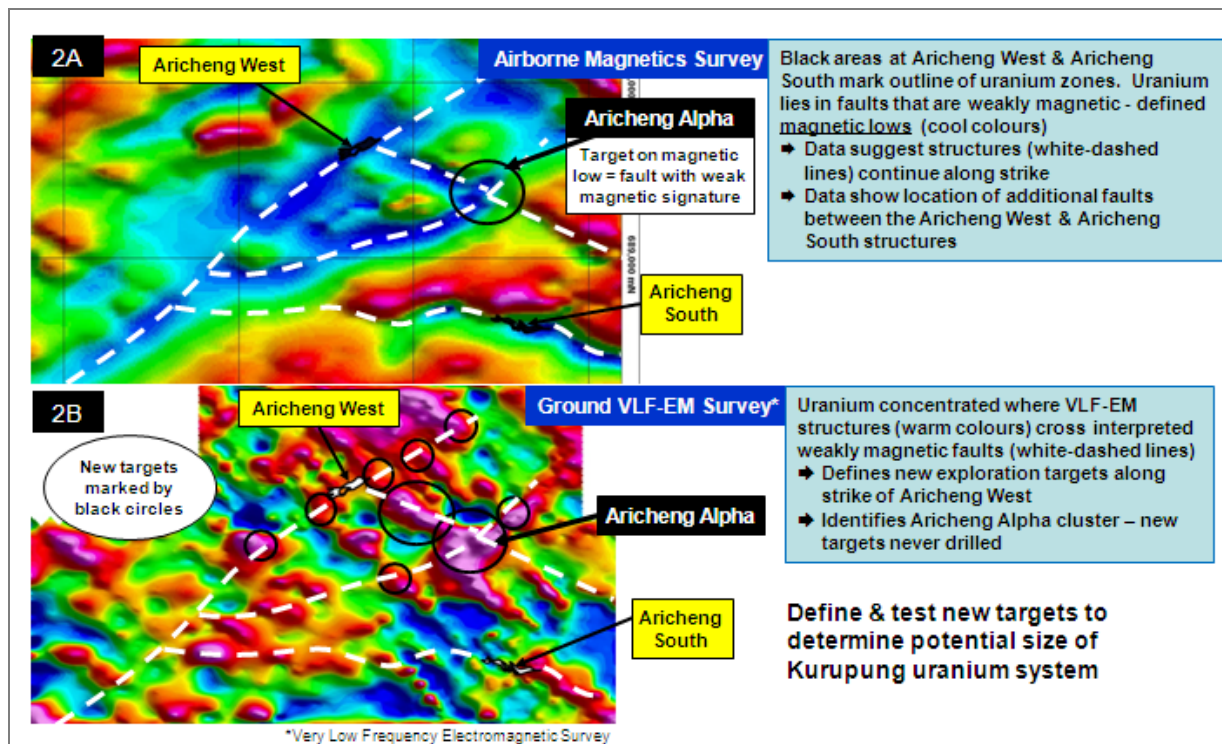 2A
Aricheng West
Airborne Magnetics Survey
Aricheng Alpha
Target on magnetic
low = fault with weak
magnetic signature
Aricheng
South
689,000 mN
Black areas at Aricheng West & Aricheng
South mark outline of uranium zones. Uranium
lies in faults that are weakly magnetic - defined
magnetic lows (cool colours)
➔ Data suggest structures (white-dashed
lines) continue along strike
➔ Data show location of additional faults
between the Aricheng West & Aricheng
South structures
2B
Aricheng West
Ground VLF-EM Survey*
New targets
marked by
black circles
Aricheng Alpha
Aricheng
South
Uranium concentrated where VLF-EM
structures (warm colours) cross interpreted
weakly magnetic faults (white-dashed lines)
➔ Defines new exploration targets along
strike of Aricheng West
➔ Identifies Aricheng Alpha cluster – new
targets never drilled
Define & test new targets to
determine potential size of
Kurupung uranium system
*Very Low Frequency Electromagnetic Survey